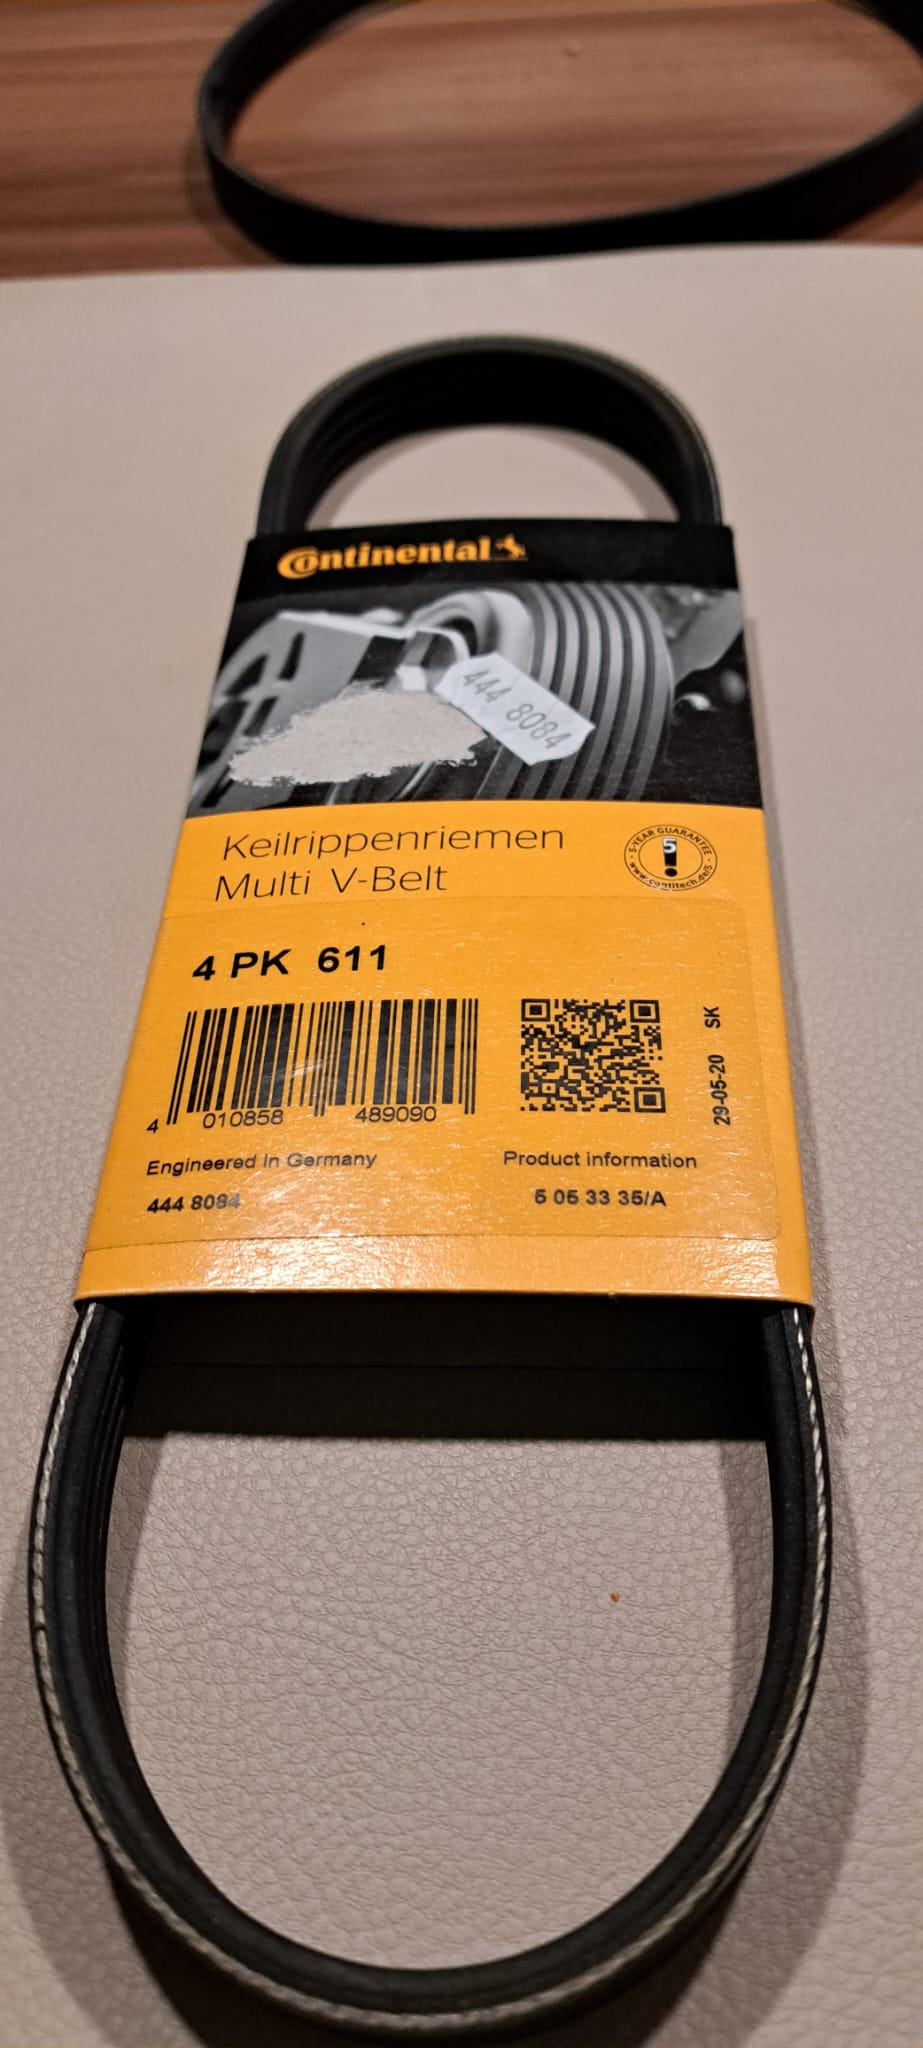 Continental
444 8084
Keilrippenriemen
Multi V-Belt
5-YEAR GUARANTEE
5
www.contitech.de/5
4 PK 611
4 010858 489090
29-05-20 SK
Engineered in Germany
Product information
444 8084
5 05 33 35/A